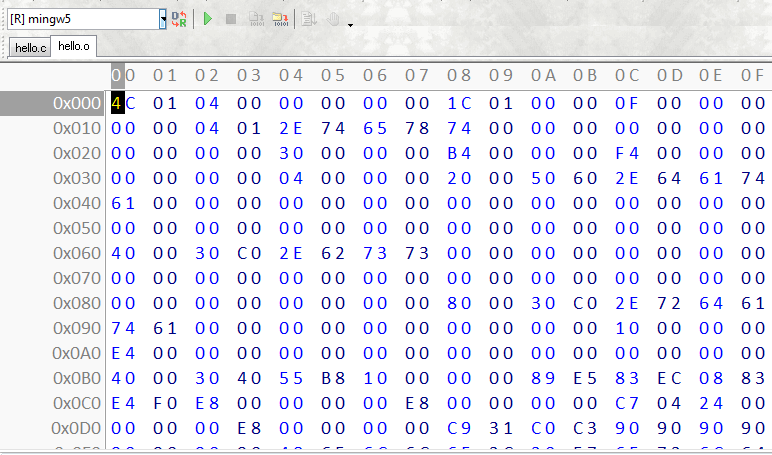 [R] mingw5
hello.c hello.o
00 01 02 03 04 05 06 07 08 09 0A 0B 0C 0D 0E 0F
0x000 4C 01 04 00 00 00 00 00 1C 01 00 00 0F 00 00 00
0x010 00 00 04 01 2E 74 65 78 74 00 00 00 00 00 00 00
0x020 00 00 00 00 30 00 00 00 B4 00 00 00 F4 00 00 00
0x030 00 00 00 00 04 00 00 00 20 00 50 60 2E 64 61 74
0x040 61 00 00 00 00 00 00 00 00 00 00 00 00 00 00 00
0x050 00 00 00 00 00 00 00 00 00 00 00 00 00 00 00 00
0x060 40 00 30 C0 2E 62 73 73 00 00 00 00 00 00 00 00
0x070 00 00 00 00 00 00 00 00 00 00 00 00 00 00 00 00
0x080 00 00 00 00 00 00 00 00 80 00 30 C0 2E 72 64 61
0x090 74 61 00 00 00 00 00 00 00 00 00 00 10 00 00 00
0x0A0 E4 00 00 00 00 00 00 00 00 00 00 00 00 00 00 00
0x0B0 40 00 30 40 55 B8 10 00 00 00 89 E5 83 EC 08 83
0x0C0 E4 F0 E8 00 00 00 00 E8 00 00 00 00 C7 04 24 00
0x0D0 00 00 00 E8 00 00 00 00 C9 31 C0 C3 90 90 90 90